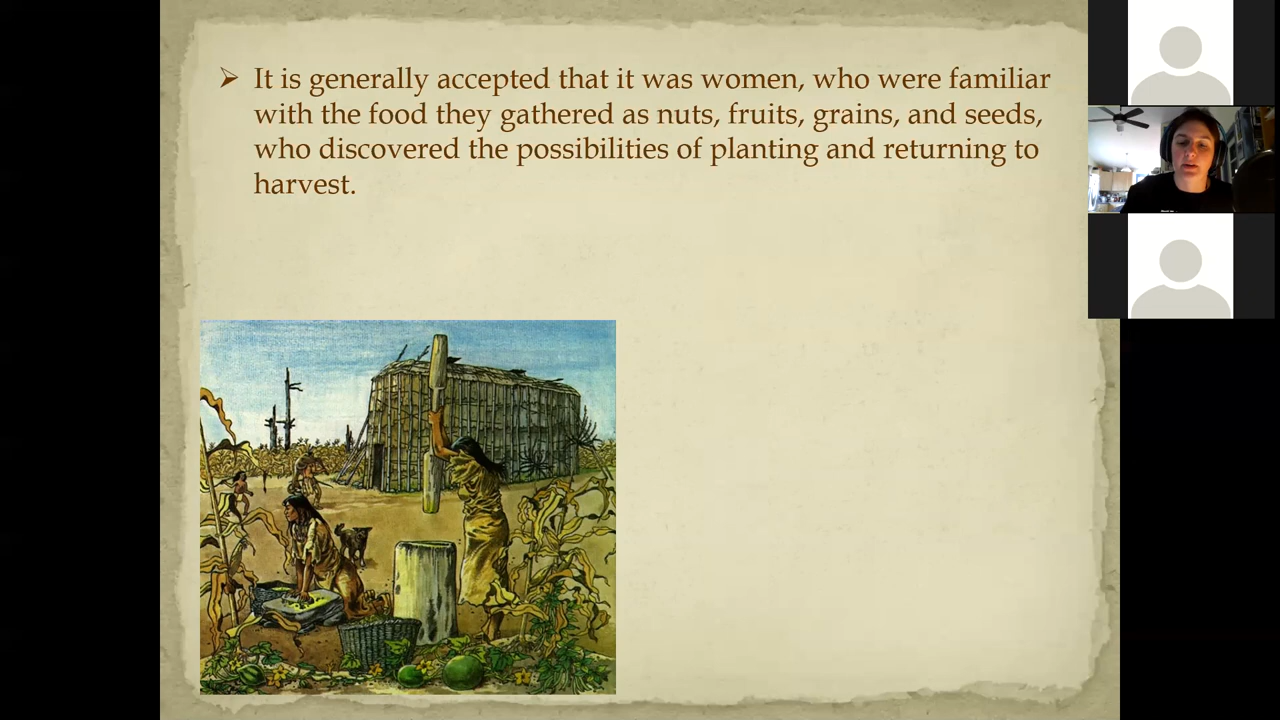 It is generally accepted that it was women, who were familiar
with the food they gathered as nuts, fruits, grains, and seeds,
who discovered the possibilities of planting and returning to
harvest.